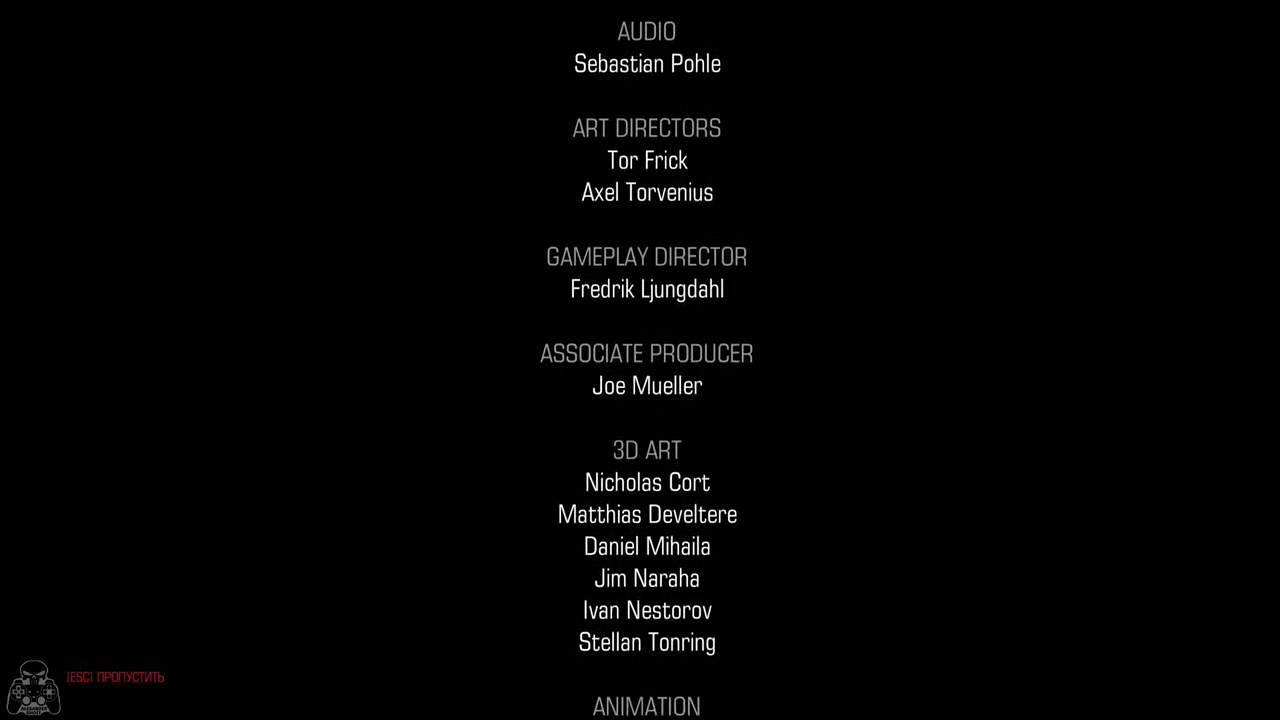 AUDIO
Sebastian Pohle
ART DIRECTORS
Tor Frick
Axel Torvenius
GAMEPLAY DIRECTOR
Fredrik Ljungdahl
ASSOCIATE PRODUCER
Joe Mueller
3D ART
Nicholas Cort
Matthias Develtere
Daniel Mihaila
Jim Naraha
Ivan Nestorov
Stellan Tonring
[ESC] ПРОПУСТИТЬ
ANIMATION